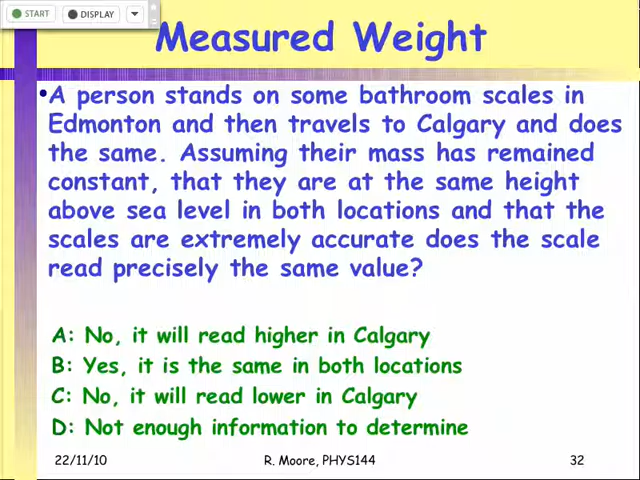 START
DISPLAY
Measured Weight
•A person stands on some bathroom scales in
Edmonton and then travels to Calgary and does
the same. Assuming their mass has remained
constant, that they are at the same height
above sea level in both locations and that the
scales are extremely accurate does the scale
read precisely the same value?
A: No, it will read higher in Calgary
B: Yes, it is the same in both locations
C: No, it will read lower in Calgary
D: Not enough information to determine
22/11/10
R. Moore, PHYS144
32